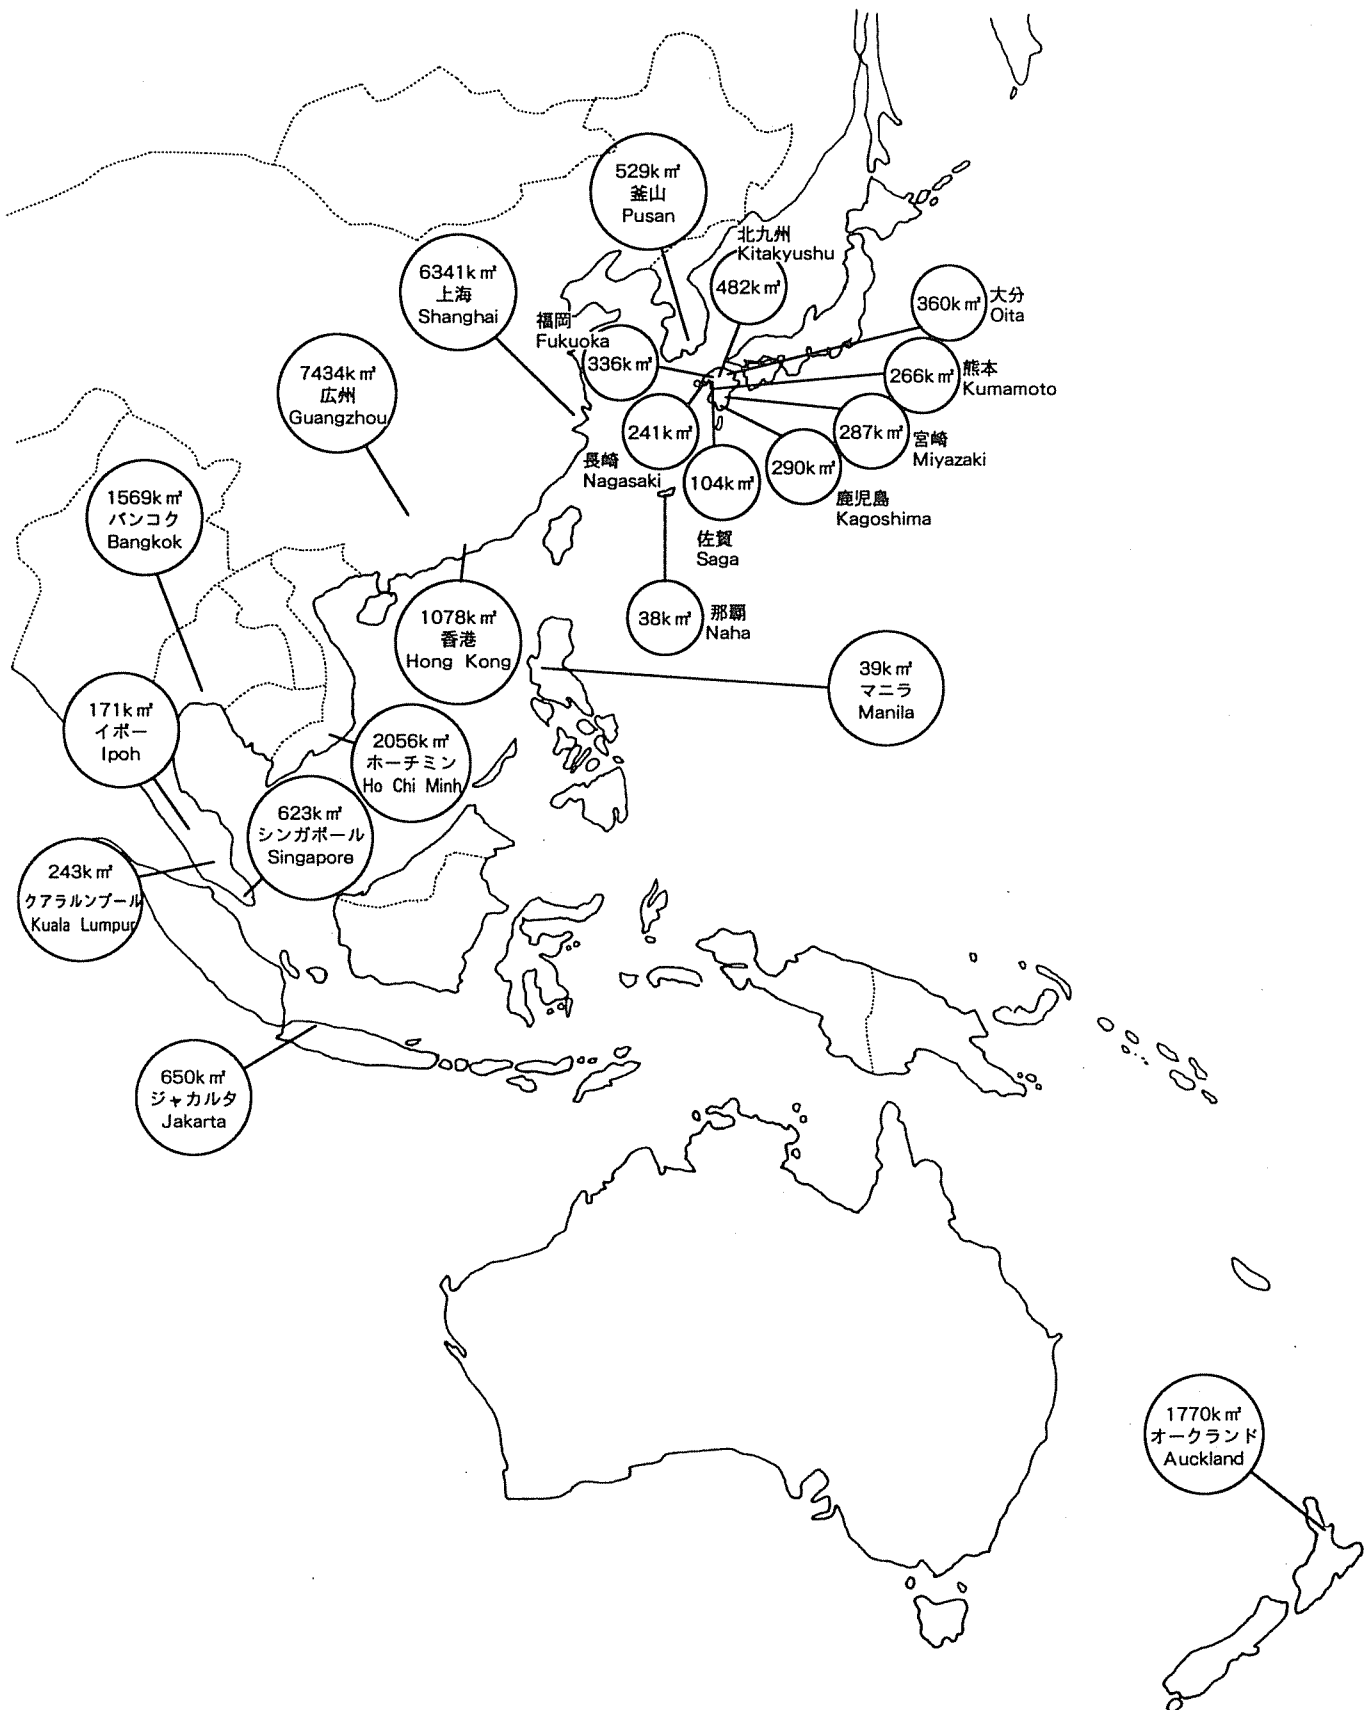 529k㎡
釜山
Pusan
北九州
Kitakyushu
482k㎡
6341k㎡
上海
Shanghai
360k㎡
大分
Oita
福岡
Fukuoka
336k㎡
266k㎡
熊本
Kumamoto
7434k㎡
広州
Guangzhou
241k㎡
長崎
Nagasaki
287k㎡
宮崎
Miyazaki
290k㎡
鹿児島
Kagoshima
104k㎡
佐賀
Saga
1569k㎡
バンコク
Bangkok
1078k㎡
香港
Hong Kong
38k㎡
那覇
Naha
39k㎡
マニラ
Manila
171k㎡
イポー
Ipoh
2056k㎡
ホーチミン
Ho Chi Minh
623k㎡
シンガポール
Singapore
243k㎡
クアラルンプール
Kuala Lumpur
650k㎡
ジャカルタ
Jakarta
1770k㎡
オークランド
Auckland